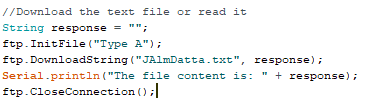 //Download the text file or read it
String response = "";
ftp.InitFile("Type A");
ftp.DownloadString("JAlmDatta.txt", response);
Serial.println("The file content is: " + response);
ftp.CloseConnection();